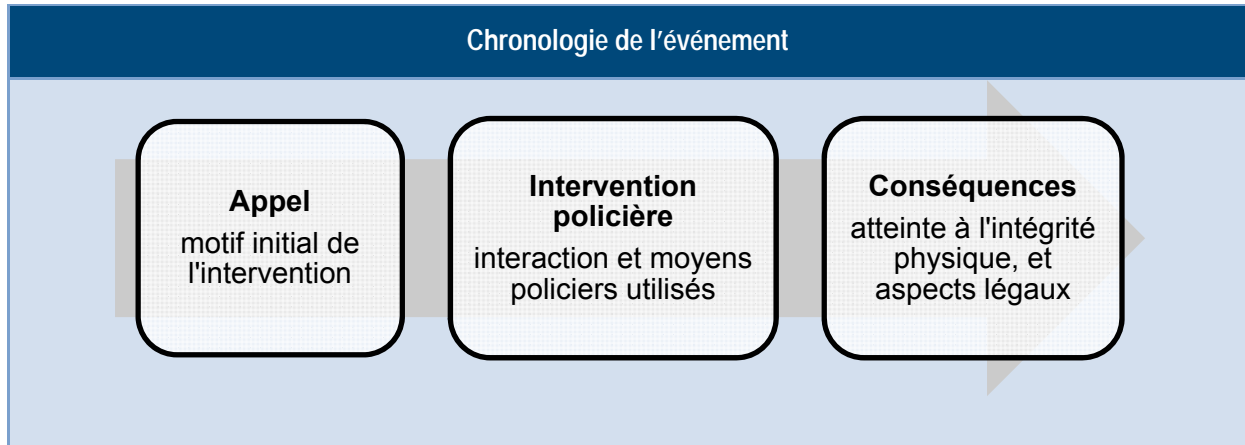 Chronologie de l'événement
Appel
motif initial de
l'intervention
Intervention
policière
interaction et moyens
policiers utilisés
Conséquences
atteinte à l'intégrité
physique, et
aspects légaux